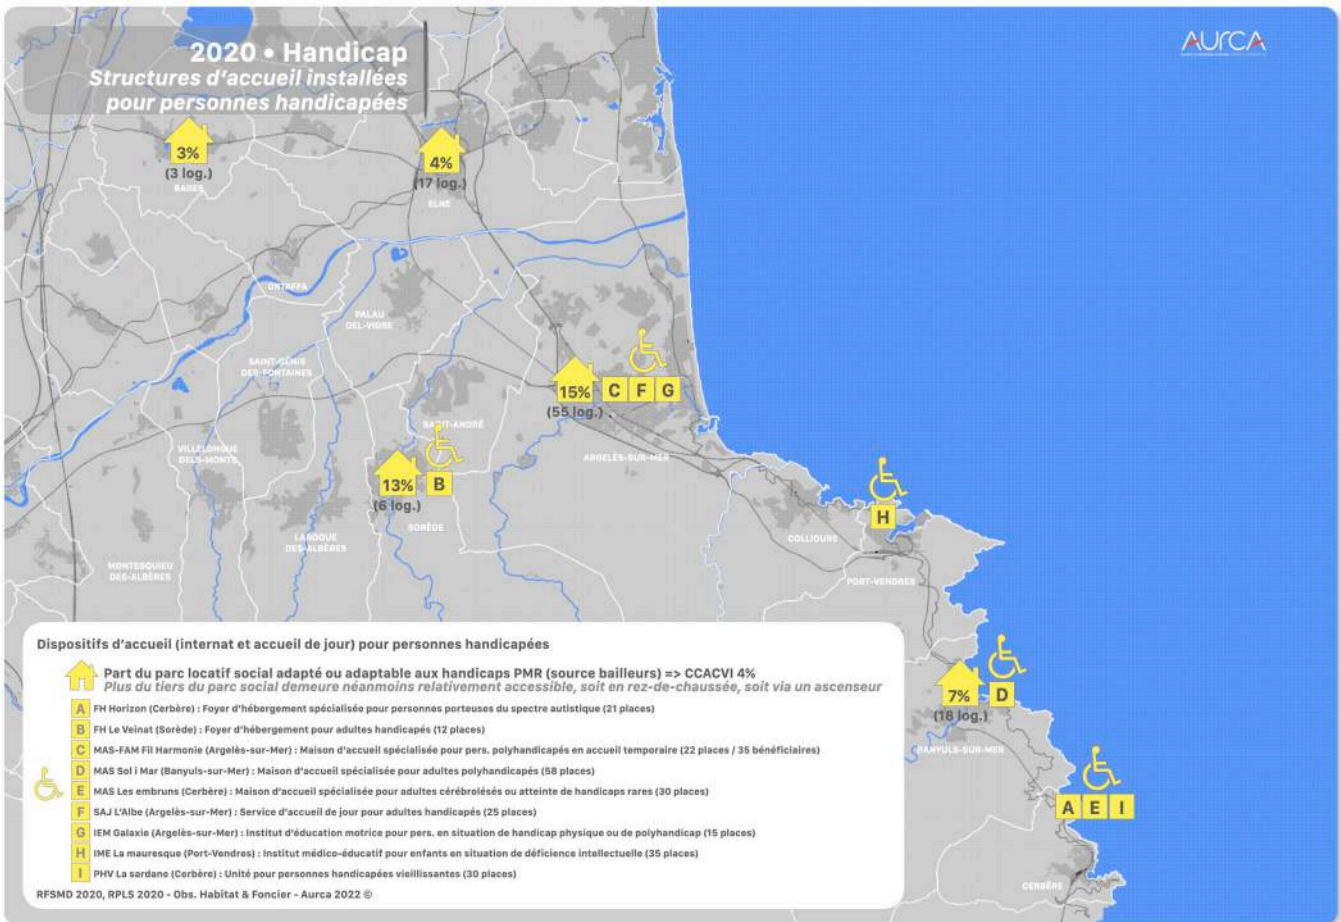 2020 • Handicap
Structures d'accueil installées
pour personnes handicapées
AURCA
3%
(3 log.)
BAGES
4%
(17 log.)
ELNE
ORTAFFA
PALAU
DEL-VIDRE
SAINT-GÉNIS
DES-FONTAINES
15%
C F G
(55 log.)
SAINT-ANDRÉ
ARGELÈS-SUR-MER
VILLELONGUE
DELS-MONTS
13%
B
(6 log.)
SORÈDE
LAROQUE
DES-ALBÈRES
MONTESQUIEU
DES-ALBÈRES
H
COLLIOURE
PORT-VENDRES
7%
D
(18 log.)
BANYULS-SUR-MER
A E I
CERBÈRE
Dispositifs d'accueil (internat et accueil de jour) pour personnes handicapées
Part du parc locatif social adapté ou adaptable aux handicaps PMR (source bailleurs) => CCACVI 4%
Plus du tiers du parc social demeure néanmoins relativement accessible, soit en rez-de-chaussée, soit via un ascenseur
A FH Horizon (Cerbère) : Foyer d'hébergement spécialisée pour personnes porteuses du spectre autistique (21 places)
B FH Le Veinat (Sorède) : Foyer d'hébergement pour adultes handicapés (12 places)
C MAS-FAM Fil Harmonie (Argelès-sur-Mer) : Maison d'accueil spécialisée pour pers. polyhandicapés en accueil temporaire (22 places / 35 bénéficiaires)
D MAS Sol i Mar (Banyuls-sur-Mer) : Maison d'accueil spécialisée pour adultes polyhandicapés (58 places)
E MAS Les embruns (Cerbère) : Maison d'accueil spécialisée pour adultes cérébrolésés ou atteinte de handicaps rares (30 places)
F SAJ L'Albe (Argelès-sur-Mer) : Service d'accueil de jour pour adultes handicapés (25 places)
G IEM Galaxie (Argelès-sur-Mer) : Institut d'éducation motrice pour pers. en situation de handicap physique ou de polyhandicap (15 places)
H IME La mauresque (Port-Vendres) : Institut médico-éducatif pour enfants en situation de déficience intellectuelle (35 places)
I PHV La sardane (Cerbère) : Unité pour personnes handicapées vieillissantes (30 places)
RFSMD 2020, RPLS 2020 - Obs. Habitat & Foncier - Aurca 2022 ©